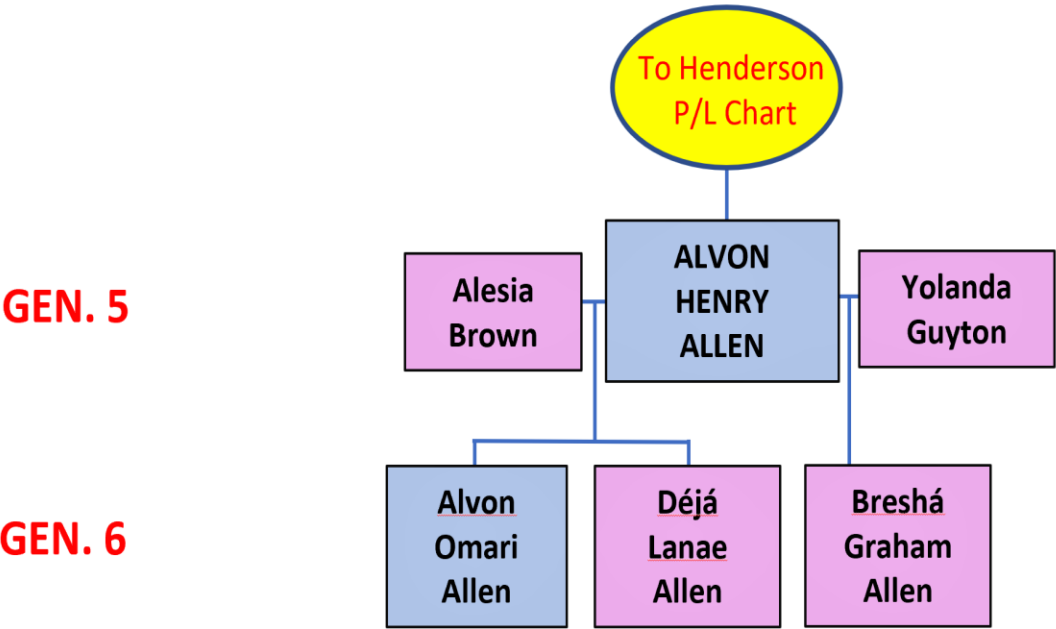 To Henderson
P/L Chart
GEN. 5
Alesia
Brown
ALVON
HENRY
ALLEN
Yolanda
Guyton
GEN. 6
Alvon
Omari
Allen
Déjá
Lanae
Allen
Breshá
Graham
Allen